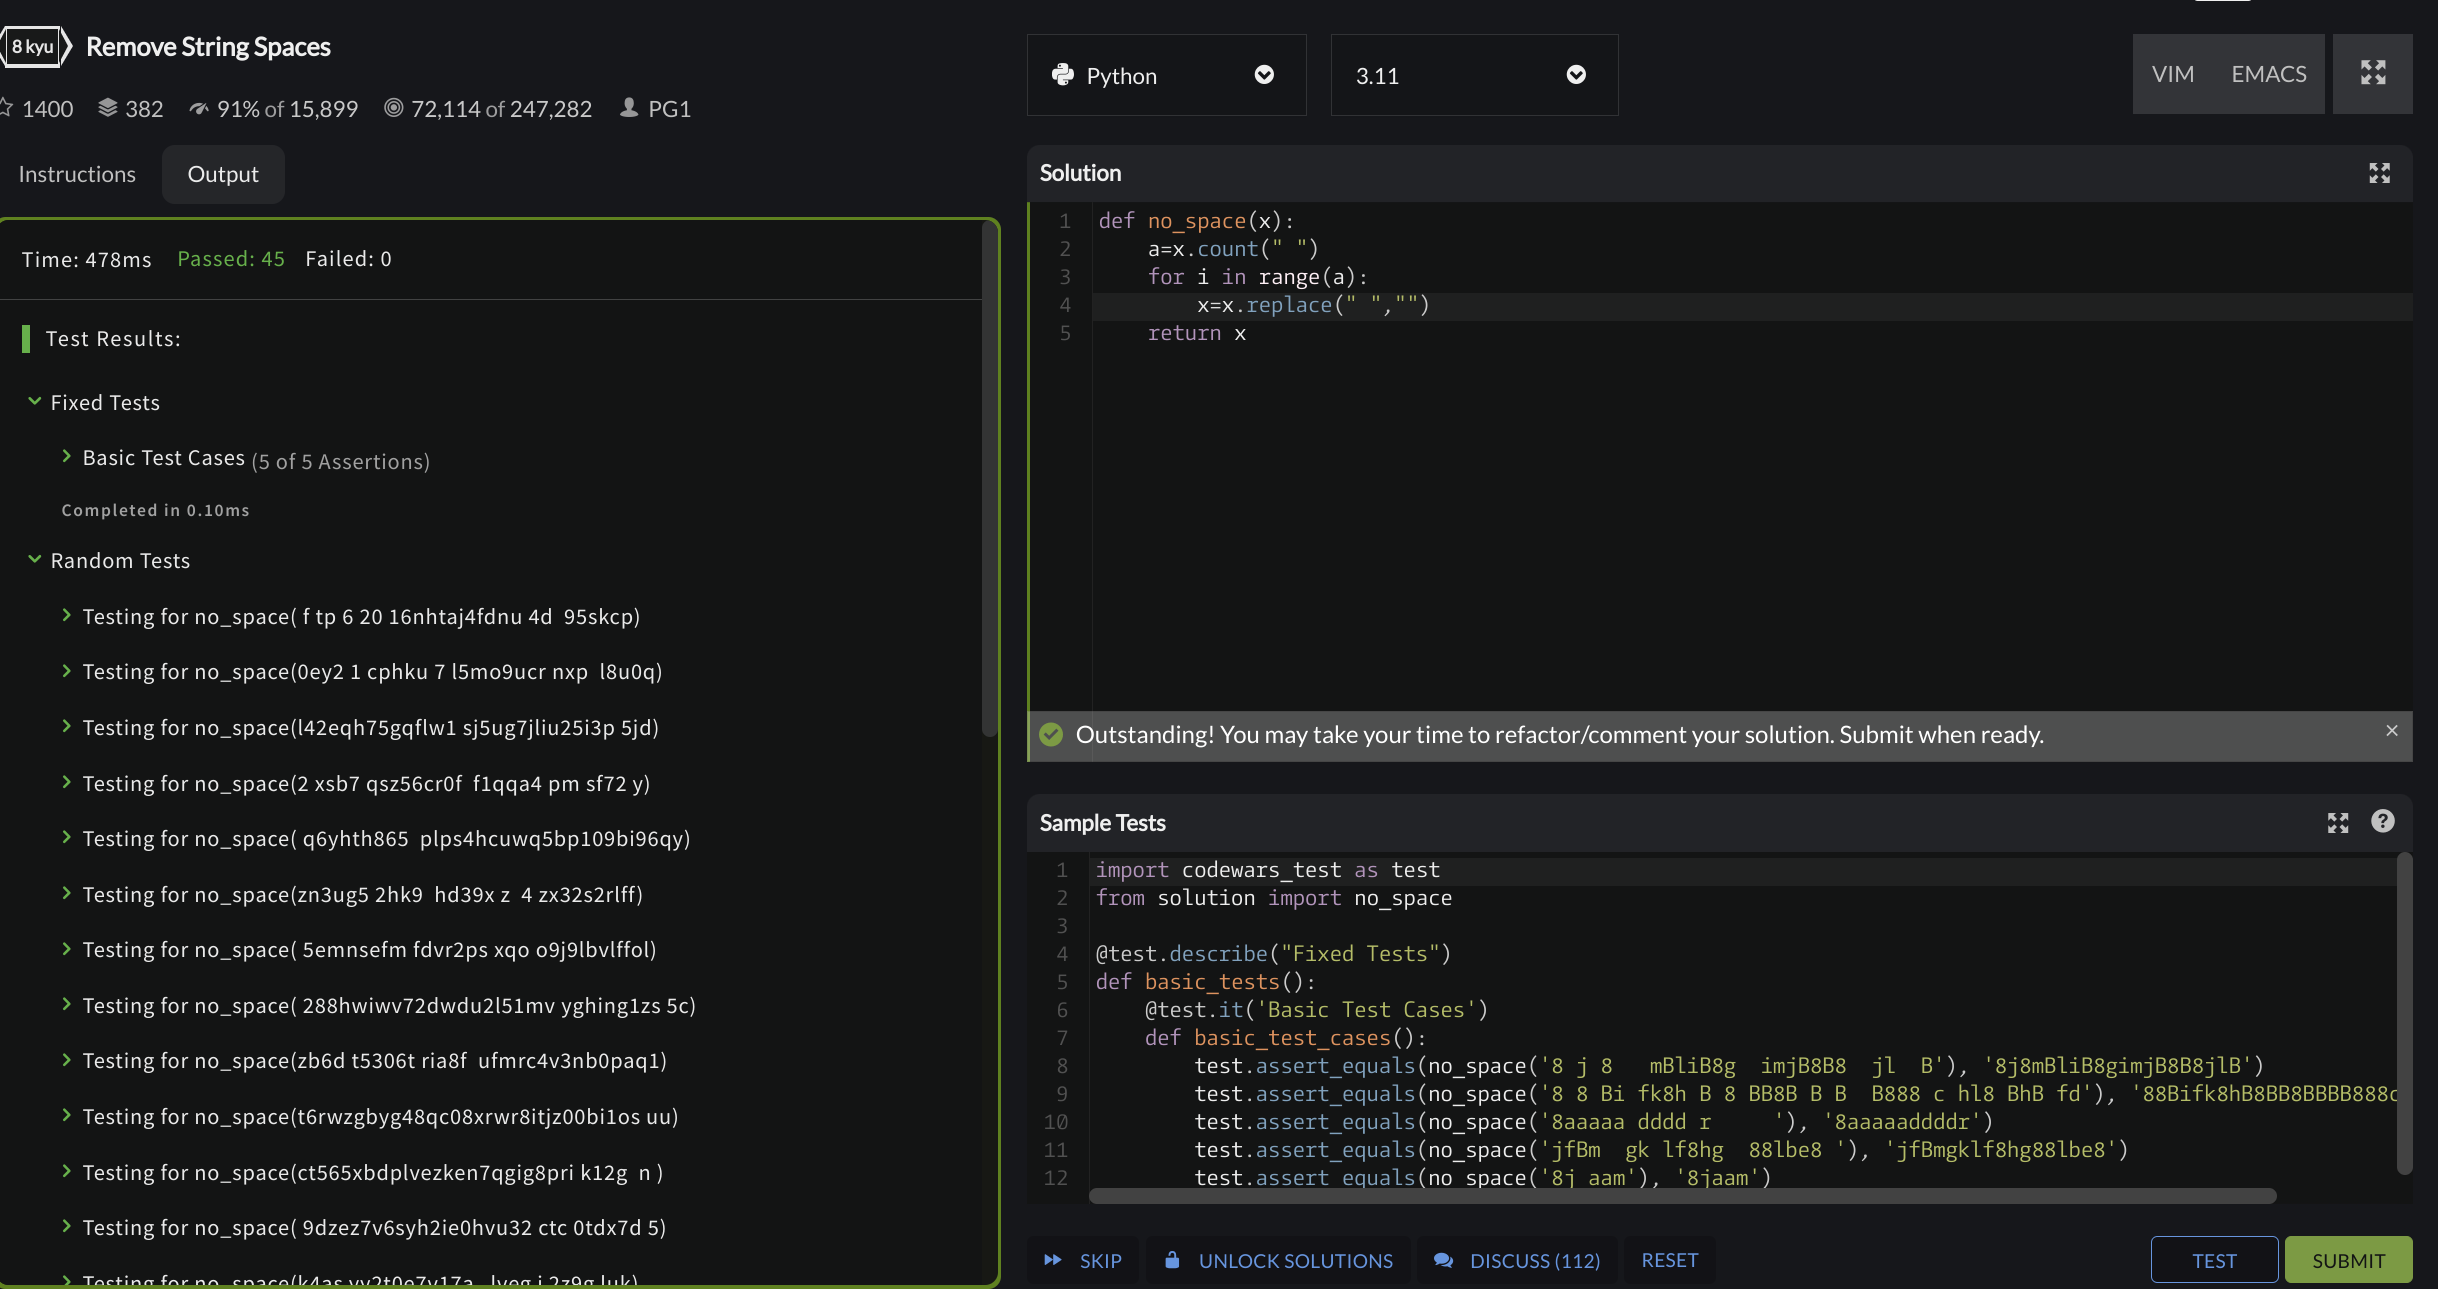 8 kyu Remove String Spaces
1400 382 91% of 15,899 72,114 of 247,282 PG1
Instructions Output
Time: 478ms Passed: 45 Failed: 0
Test Results:
Fixed Tests
Basic Test Cases (5 of 5 Assertions)
Completed in 0.10ms
Random Tests
Testing for no_space( f tp 6 20 16nhtaj4fdnu 4d  95skcp)
Testing for no_space(0ey2 1 cphku 7 l5mo9ucr nxp  l8u0q)
Testing for no_space(l42eqh75gqflw1 sj5ug7jliu25i3p 5jd)
Testing for no_space(2 xsb7 qsz56cr0f  f1qqa4 pm sf72 y)
Testing for no_space( q6yhth865  plps4hcuwq5bp109bi96qy)
Testing for no_space(zn3ug5 2hk9  hd39x z  4 zx32s2rlff)
Testing for no_space( 5emnsefm fdvr2ps xqo o9j9lbvlffol)
Testing for no_space( 288hwiwv72dwdu2l51mv yghing1zs 5c)
Testing for no_space(zb6d t5306t ria8f  ufmrc4v3nb0paq1)
Testing for no_space(t6rwzgbyg48qc08xrwr8itjz00bi1os uu)
Testing for no_space(ct565xbdplvezken7qgig8pri k12g  n )
Testing for no_space( 9dzez7v6syh2ie0hvu32 ctc 0tdx7d 5)
Testing for
Python 3.11 VIM EMACS
Solution
1 def no_space(x):
2     a=x.count(" ")
3     for i in range(a):
4         x=x.replace(" ","")
5     return x
Outstanding! You may take your time to refactor/comment your solution. Submit when ready.
Sample Tests
1 import codewars_test as test
2 from solution import no_space
3
4 @test.describe("Fixed Tests")
5 def basic_tests():
6     @test.it('Basic Test Cases')
7     def basic_test_cases():
8         test.assert_equals(no_space('8 j 8   mBliB8g  imjB8B8  jl  B'), '8j8mBliB8gimjB8B8jlB')
9         test.assert_equals(no_space('8 8 Bi fk8h B 8 BB8B B B  B888 c hl8 BhB fd'), '88Bifk8hB8BB8BBBB888c
10         test.assert_equals(no_space('8aaaaa dddd r     '), '8aaaaaddddr')
11         test.assert_equals(no_space('jfBm  gk lf8hg  88lbe8 '), 'jfBmgklf8hg88lbe8')
12         test.assert_equals(no_space('8j aam'), '8jaam')
SKIP UNLOCK SOLUTIONS DISCUSS (112) RESET TEST SUBMIT